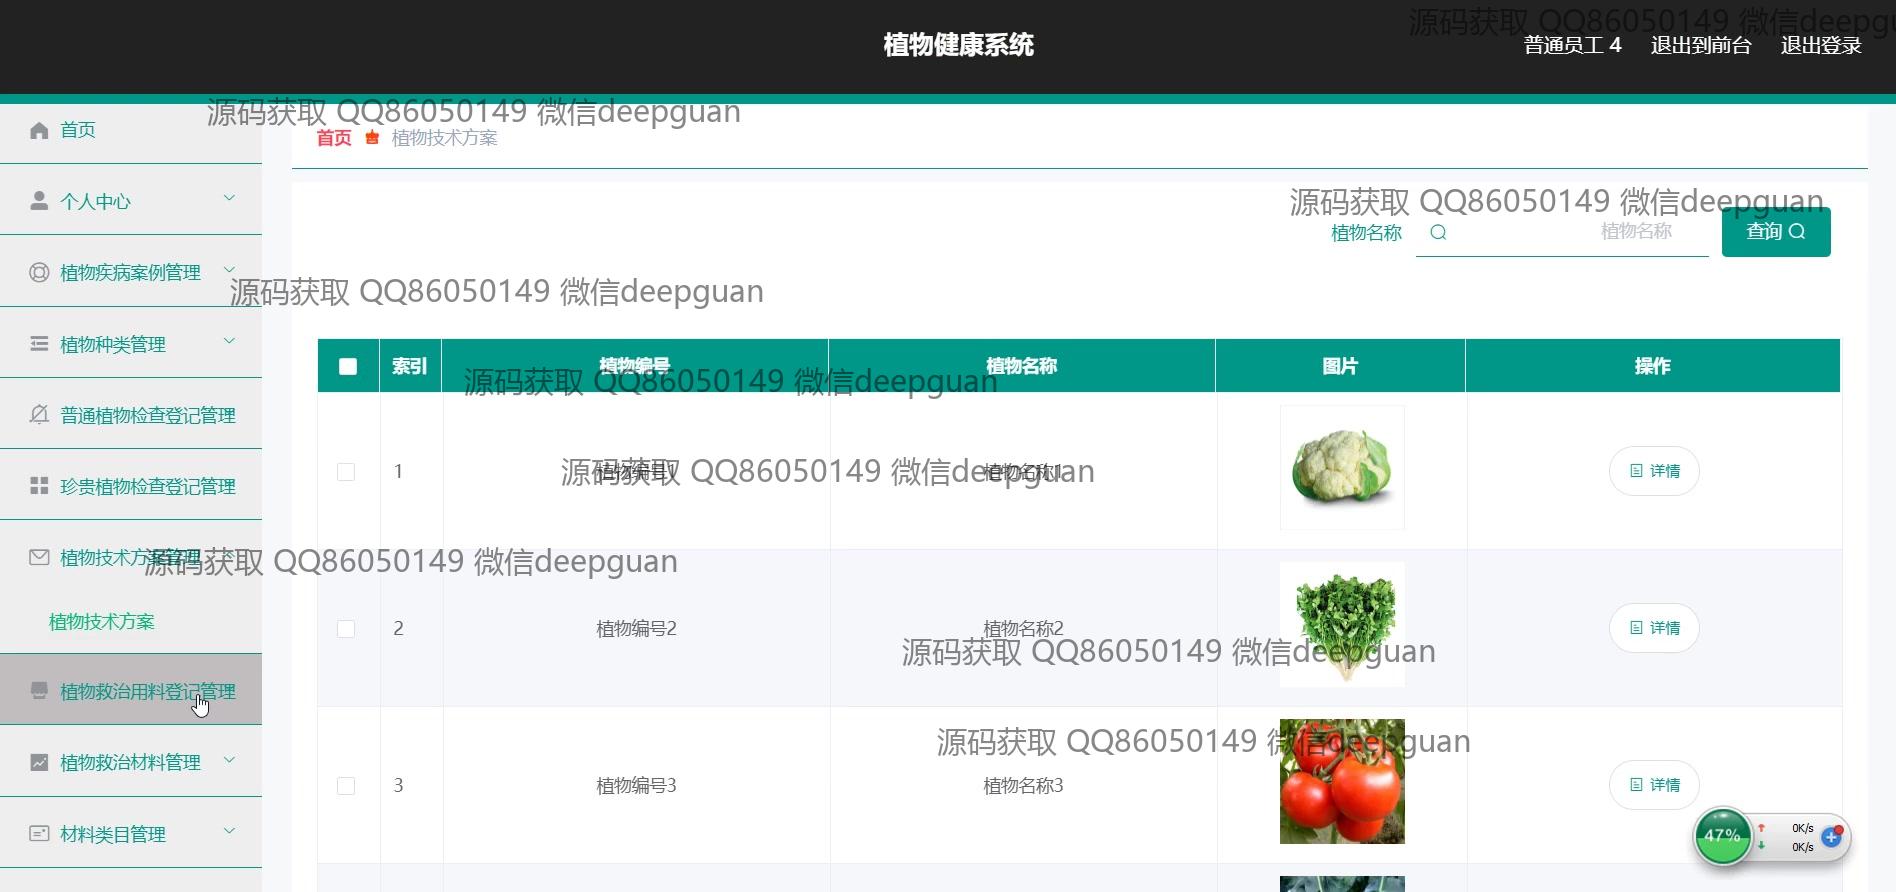 源码获取 QQ86050149 微信deepgu
植物健康系统
普通员工 4 退出到前台 退出登录
源码获取 QQ86050149 微信deepguan
首页
首页 植物技术方案
源码获取 QQ86050149 微信deepguan
个人中心
植物名称 植物名称 查询
植物疾病案例管理
源码获取 QQ86050149 微信deepguan
植物种类管理
索引 植物编号 植物名称 图片 操作
源码获取 QQ86050149 微信deepguan
普通植物检查登记管理
1 植物编号1 植物名称1 详情
源码获取 QQ86050149 微信deepguan
珍贵植物检查登记管理
植物技术方案管理
源码获取 QQ86050149 微信deepguan
植物技术方案
2 植物编号2 植物名称2 详情
源码获取 QQ86050149 微信deepguan
植物救治用料登记管理
源码获取 QQ86050149 微信deepguan
植物救治材料管理
3 植物编号3 植物名称3 详情
材料类目管理
47% 0K/s
0K/s